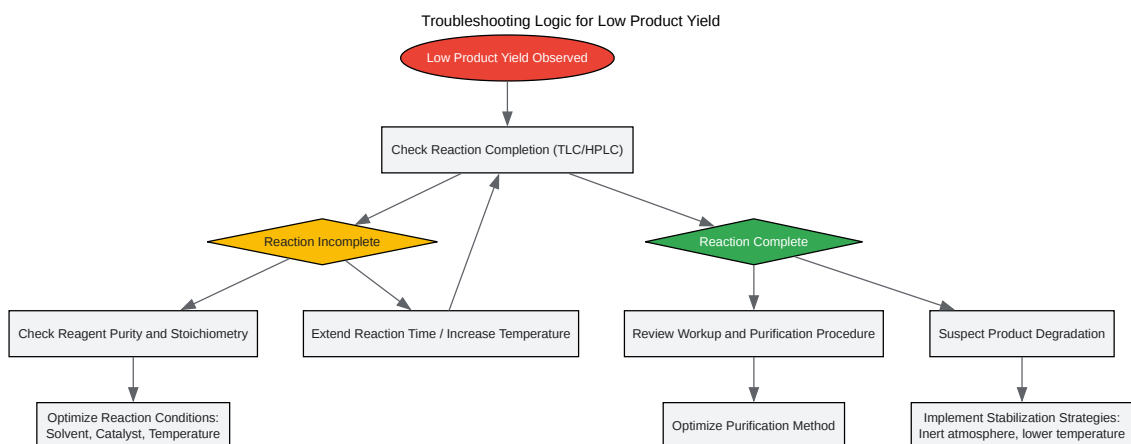 Troubleshooting Logic for Low Product Yield
Low Product Yield Observed
Check Reaction Completion (TLC/HPLC)
Reaction Incomplete
Reaction Complete
Check Reagent Purity and Stoichiometry
Extend Reaction Time / Increase Temperature
Review Workup and Purification Procedure
Suspect Product Degradation
Optimize Reaction Conditions:
Solvent, Catalyst, Temperature
Optimize Purification Method
Implement Stabilization Strategies:
Inert atmosphere, lower temperature